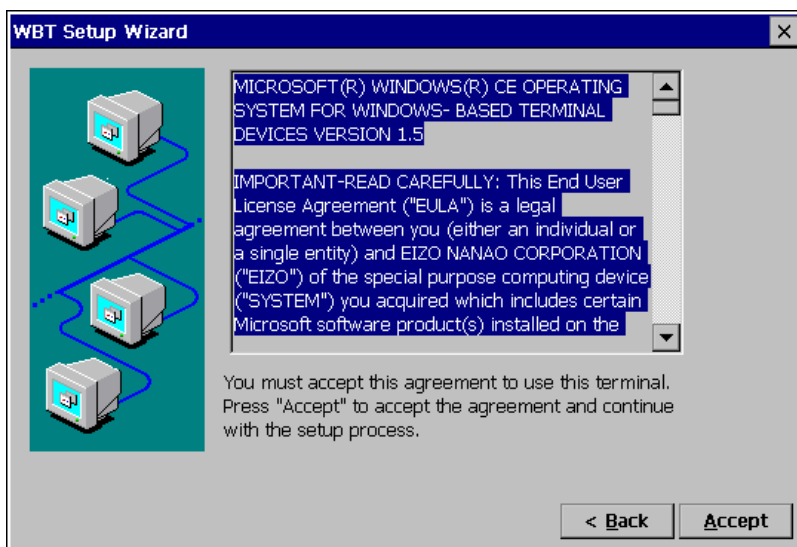 WBT Setup Wizard
MICROSOFT(R) WINDOWS(R) CE OPERATING
SYSTEM FOR WINDOWS- BASED TERMINAL
DEVICES VERSION 1.5
IMPORTANT-READ CAREFULLY: This End User
License Agreement ("EULA") is a legal
agreement between you (either an individual or
a single entity) and EIZO NANAO CORPORATION
("EIZO") of the special purpose computing device
("SYSTEM") you acquired which includes certain
Microsoft software product(s) installed on the
You must accept this agreement to use this terminal.
Press "Accept" to accept the agreement and continue
with the setup process.
< Back
Accept